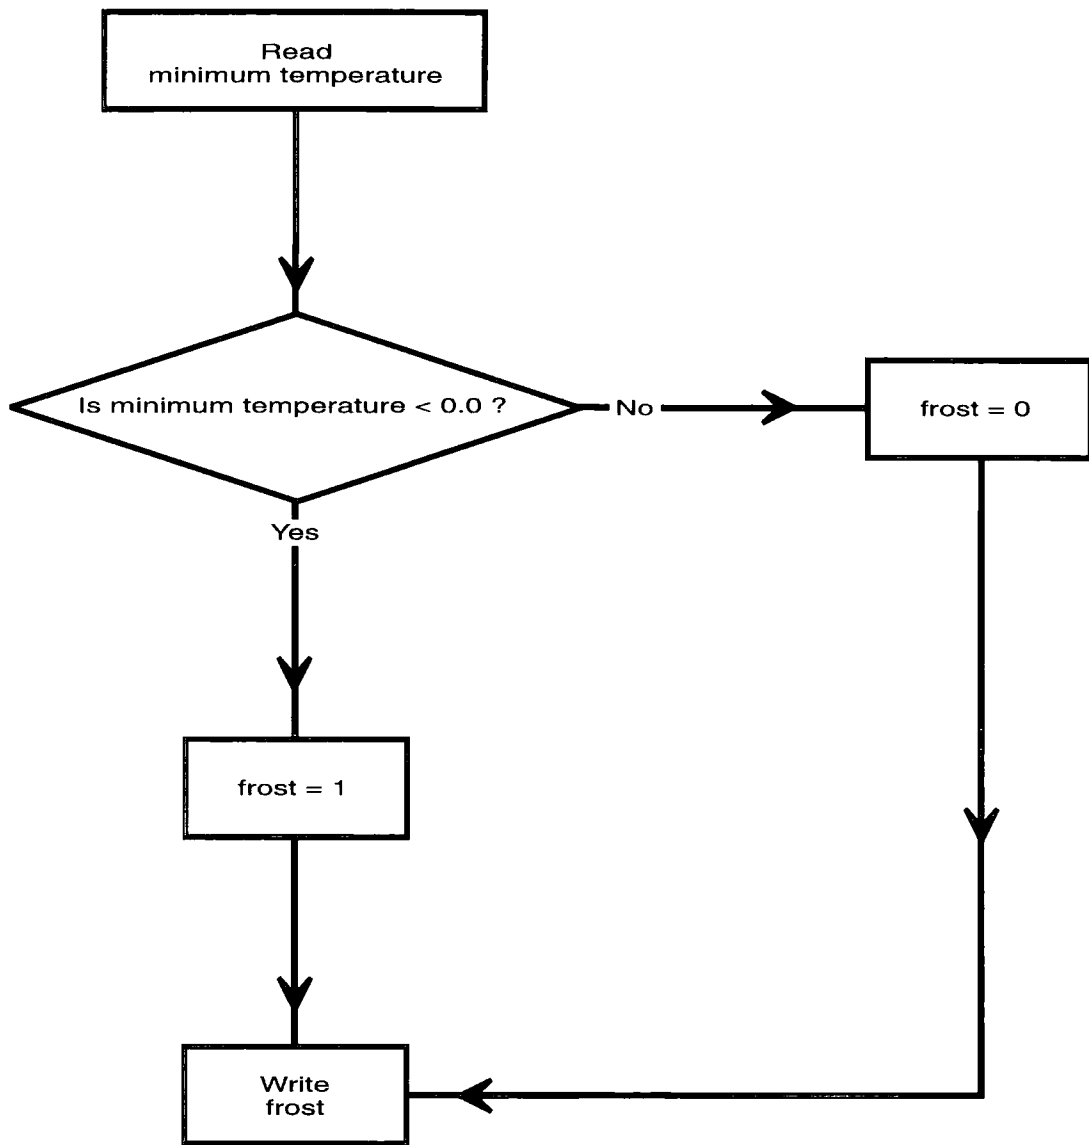 Read
minimum temperature
Is minimum temperature < 0.0 ?
No
frost = 0
Yes
frost = 1
Write
frost